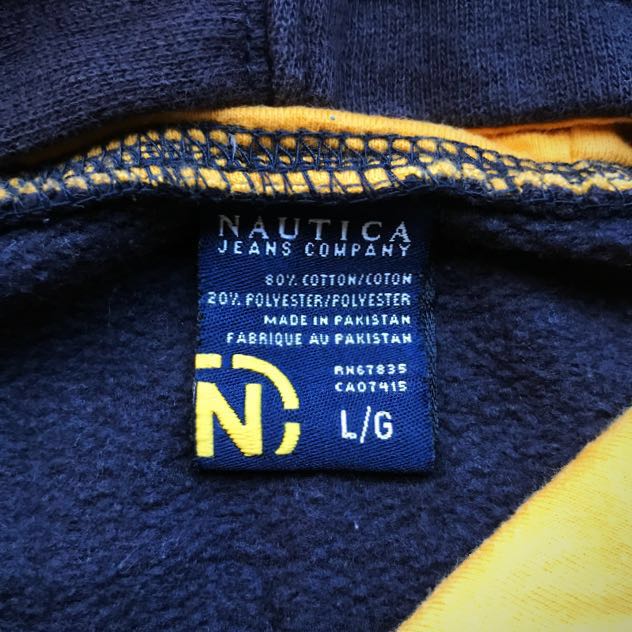 NAUTICA
JEANS COMPANY
80% COTTON/COTON
20% POLYESTER/POLYESTER
MADE IN PAKISTAN
FABRIQUE AU PAKISTAN
RN67835
CA07415
N
L/G